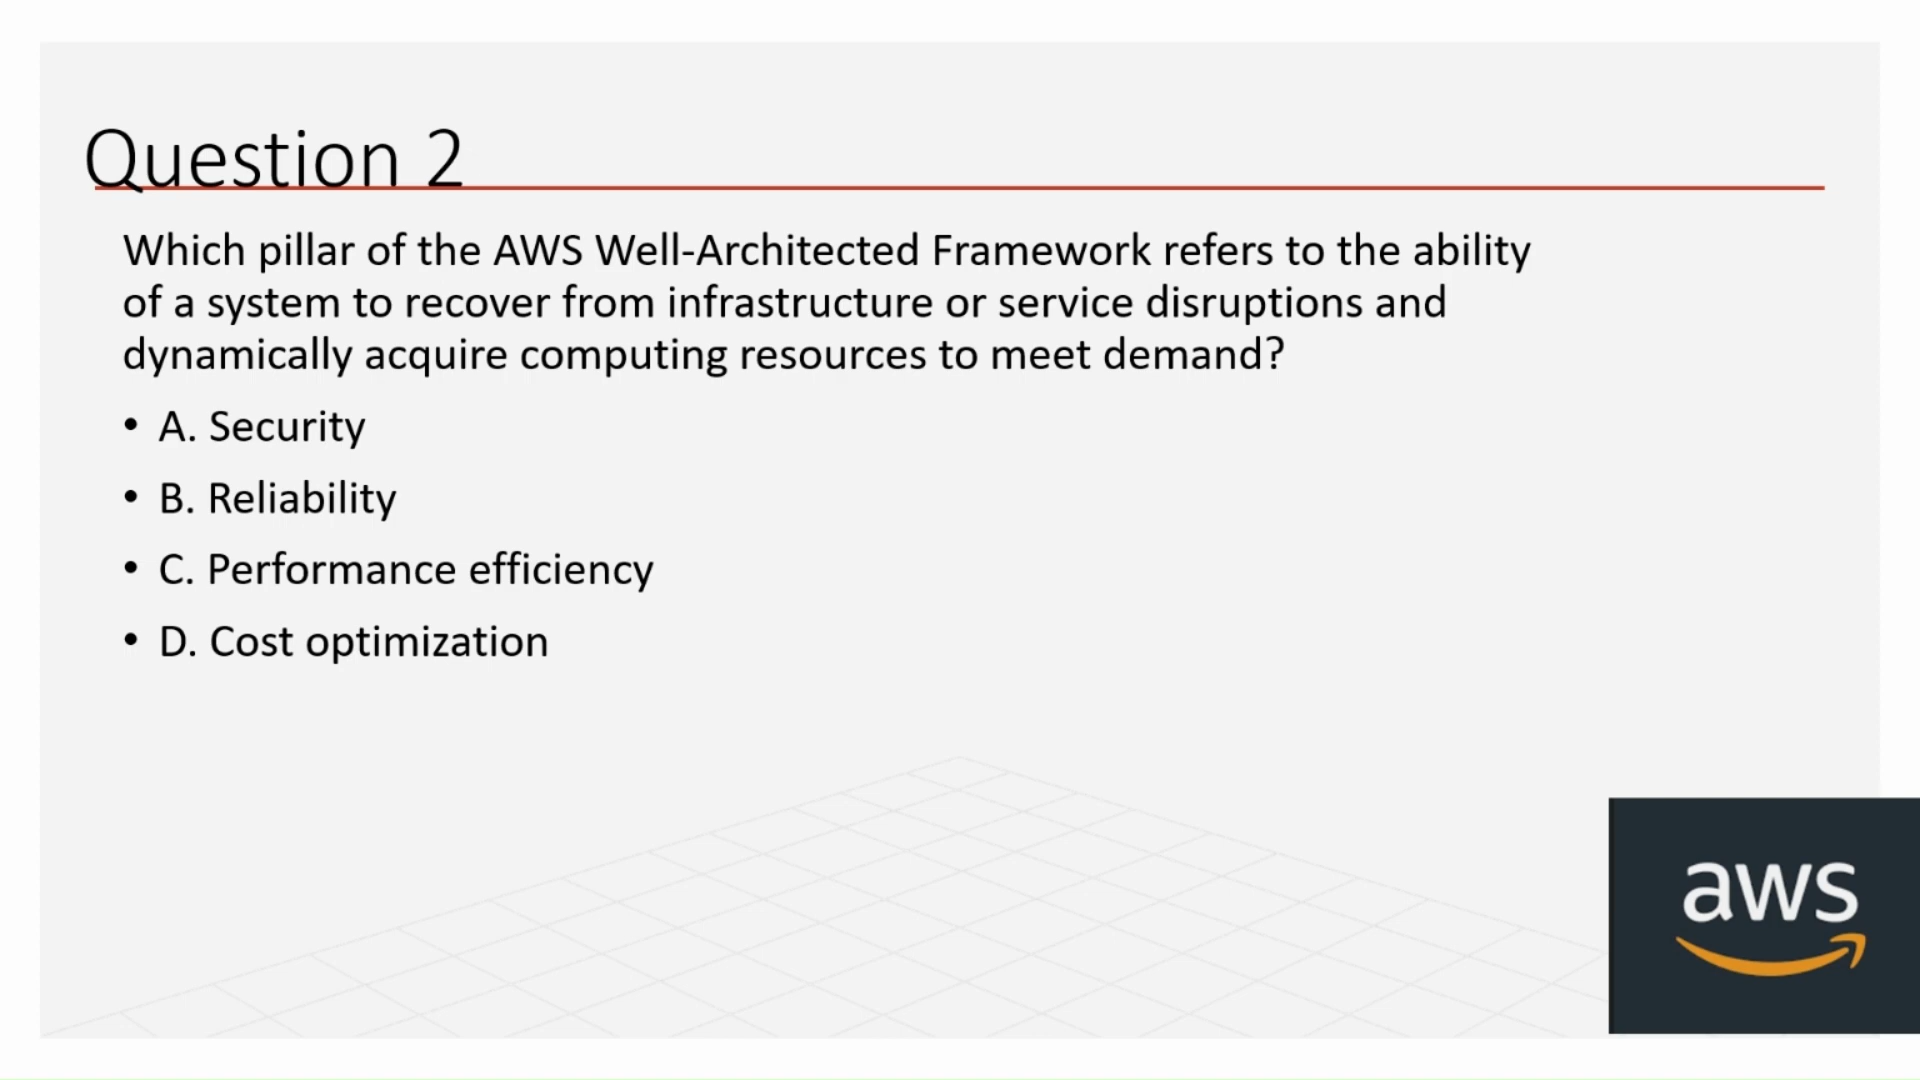 Question 2
Which pillar of the AWS Well-Architected Framework refers to the ability
of a system to recover from infrastructure or service disruptions and
dynamically acquire computing resources to meet demand?
• A. Security
• B. Reliability
• C. Performance efficiency
• D. Cost optimization
aws